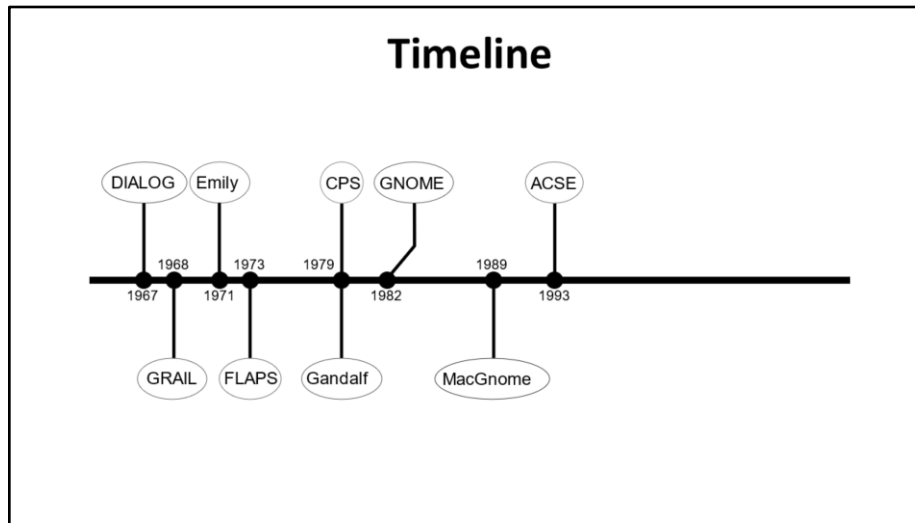 Timeline
DIALOG Emily CPS GNOME ACSE
1968 1973 1979 1989
1967 1971 1982 1993
GRAIL FLAPS Gandalf MacGnome